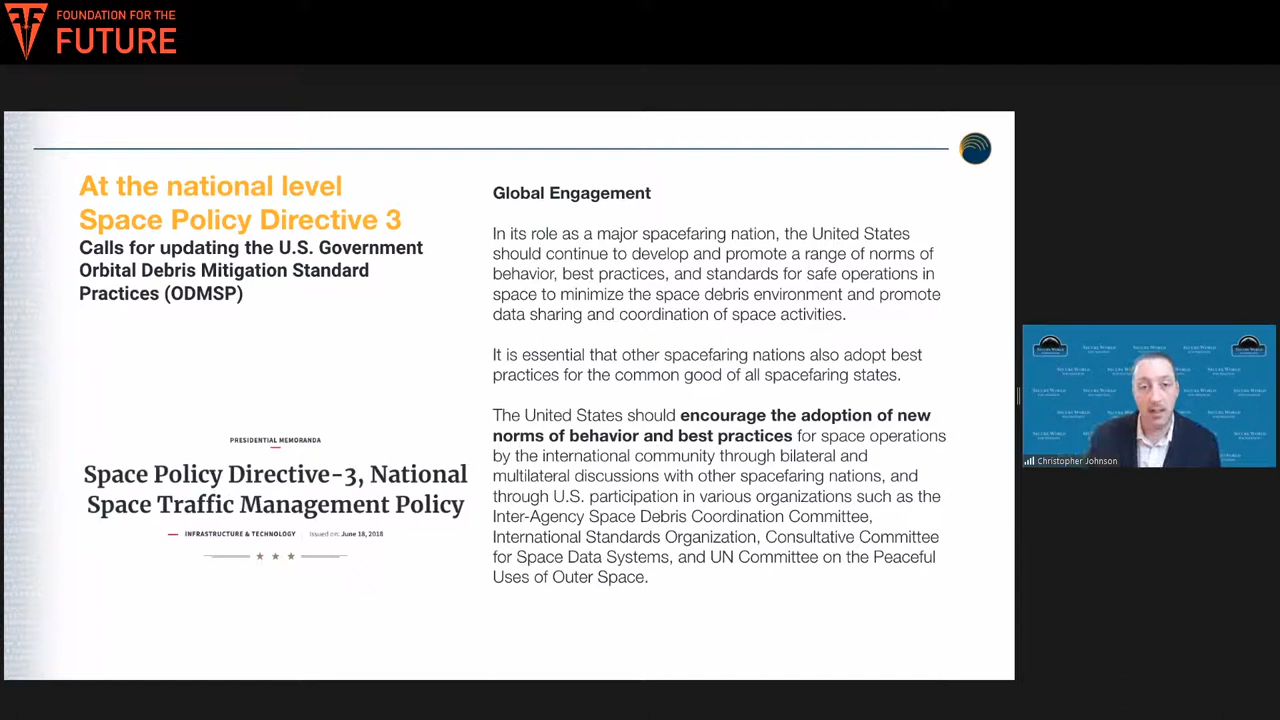 FOUNDATION FOR THE
FUTURE
At the national level
Space Policy Directive 3
Calls for updating the U.S. Government
Orbital Debris Mitigation Standard
Practices (ODMSP)
PRESIDENTIAL MEMORANDA
Space Policy Directive-3, National
Space Traffic Management Policy
INFRASTRUCTURE & TECHNOLOGY
Issued on: June 18, 2018
Global Engagement
In its role as a major spacefaring nation, the United States
should continue to develop and promote a range of norms of
behavior, best practices, and standards for safe operations in
space to minimize the space debris environment and promote
data sharing and coordination of space activities.
It is essential that other spacefaring nations also adopt best
practices for the common good of all spacefaring states.
The United States should encourage the adoption of new
norms of behavior and best practices for space operations
by the international community through bilateral and
multilateral discussions with other spacefaring nations, and
through U.S. participation in various organizations such as the
Inter-Agency Space Debris Coordination Committee,
International Standards Organization, Consultative Committee
for Space Data Systems, and UN Committee on the Peaceful
Uses of Outer Space.
SECURE WORLD
Christopher Johnson